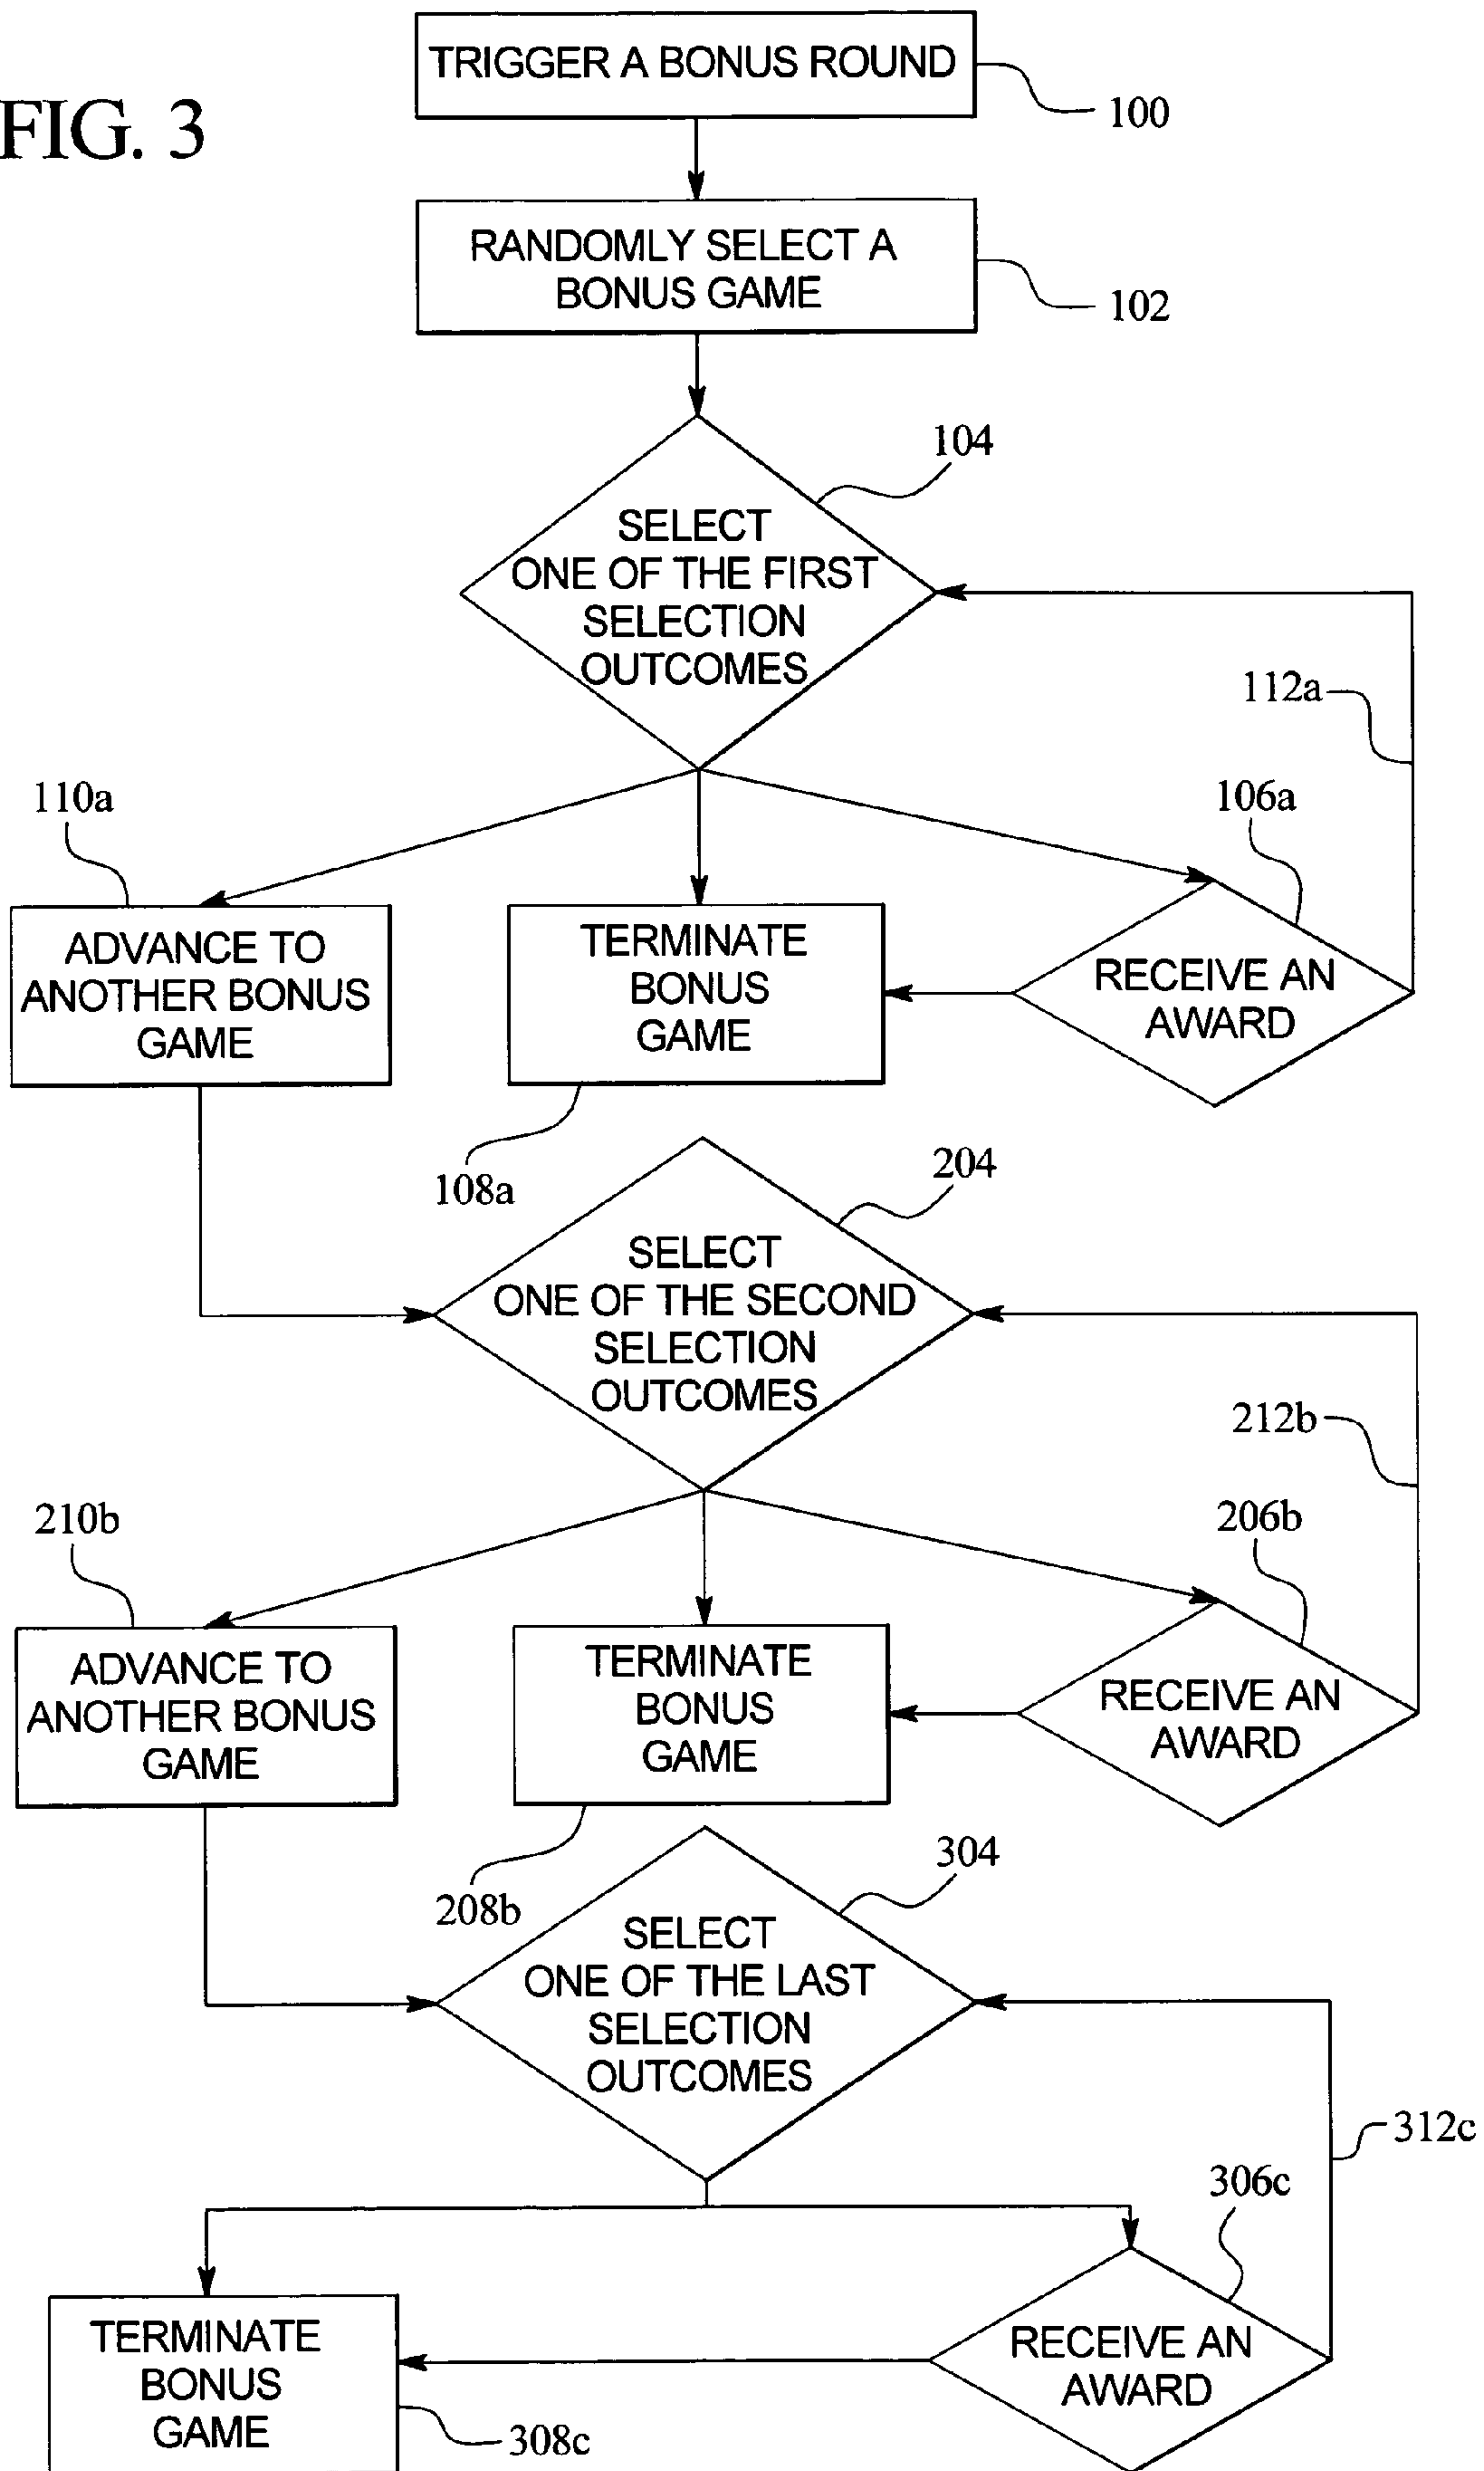 FIG. 3
TRIGGER A BONUS ROUND
100
RANDOMLY SELECT A
BONUS GAME
102
104
SELECT
ONE OF THE FIRST
SELECTION
OUTCOMES
112a
110a
106a
ADVANCE TO
ANOTHER BONUS
GAME
TERMINATE
BONUS
GAME
RECEIVE AN
AWARD
108a
204
SELECT
ONE OF THE SECOND
SELECTION
OUTCOMES
212b
210b
206b
ADVANCE TO
ANOTHER BONUS
GAME
TERMINATE
BONUS
GAME
RECEIVE AN
AWARD
208b
304
SELECT
ONE OF THE LAST
SELECTION
OUTCOMES
312c
306c
TERMINATE
BONUS
GAME
RECEIVE AN
AWARD
308c